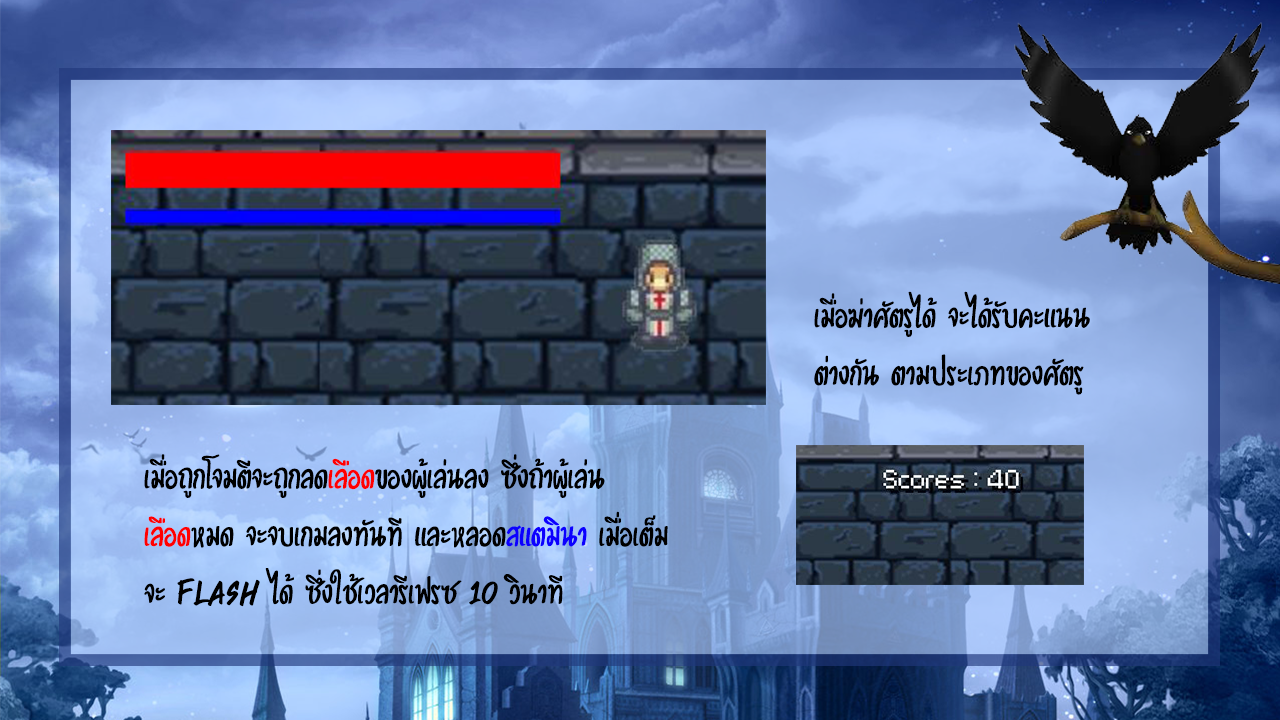 เมื่อถูกโจมตีจะถูกลดเลือดของผู้เล่นลง ซึ่งถ้าผู้เล่น
เลือดหมด จะจบเกมลงทันที และหลอดสแตมินา เมื่อเต็ม
จะ FLASH ได้ ซึ่งใช้เวลารีเฟรช 10 วินาที
เมื่อฆ่าศัตรูได้ จะได้รับคะแนน
ต่างกัน ตามประเภทของศัตรู
Scores : 40